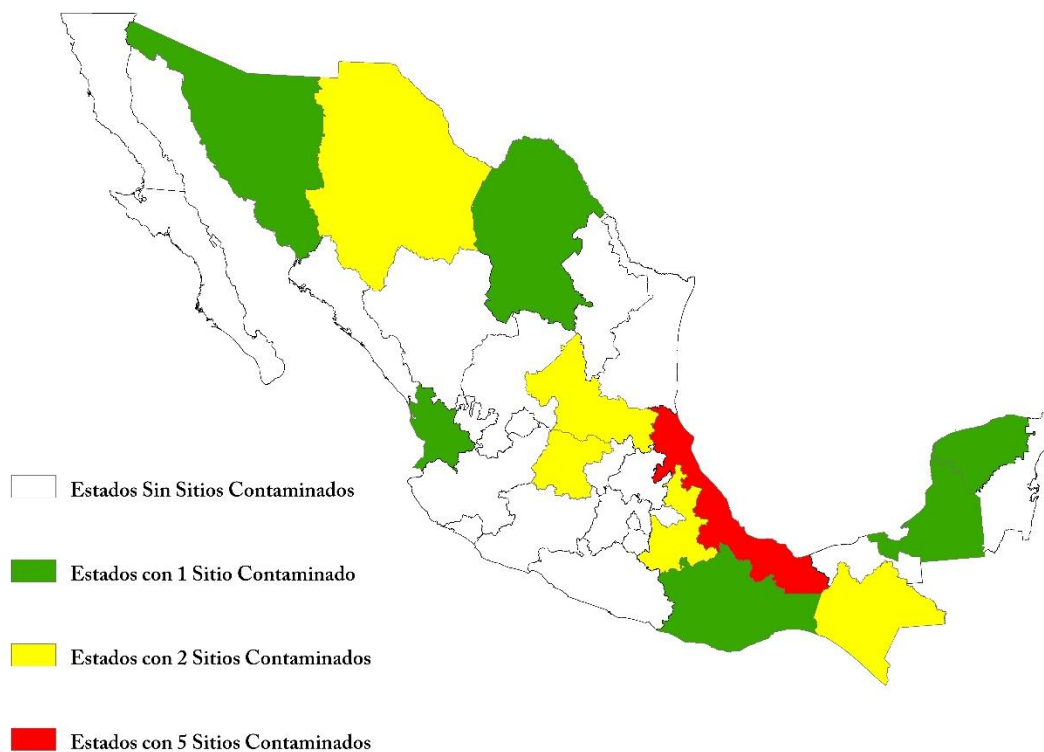 Estados Sin Sitios Contaminados
Estados con 1 Sitio Contaminado
Estados con 2 Sitios Contaminados
Estados con 5 Sitios Contaminados